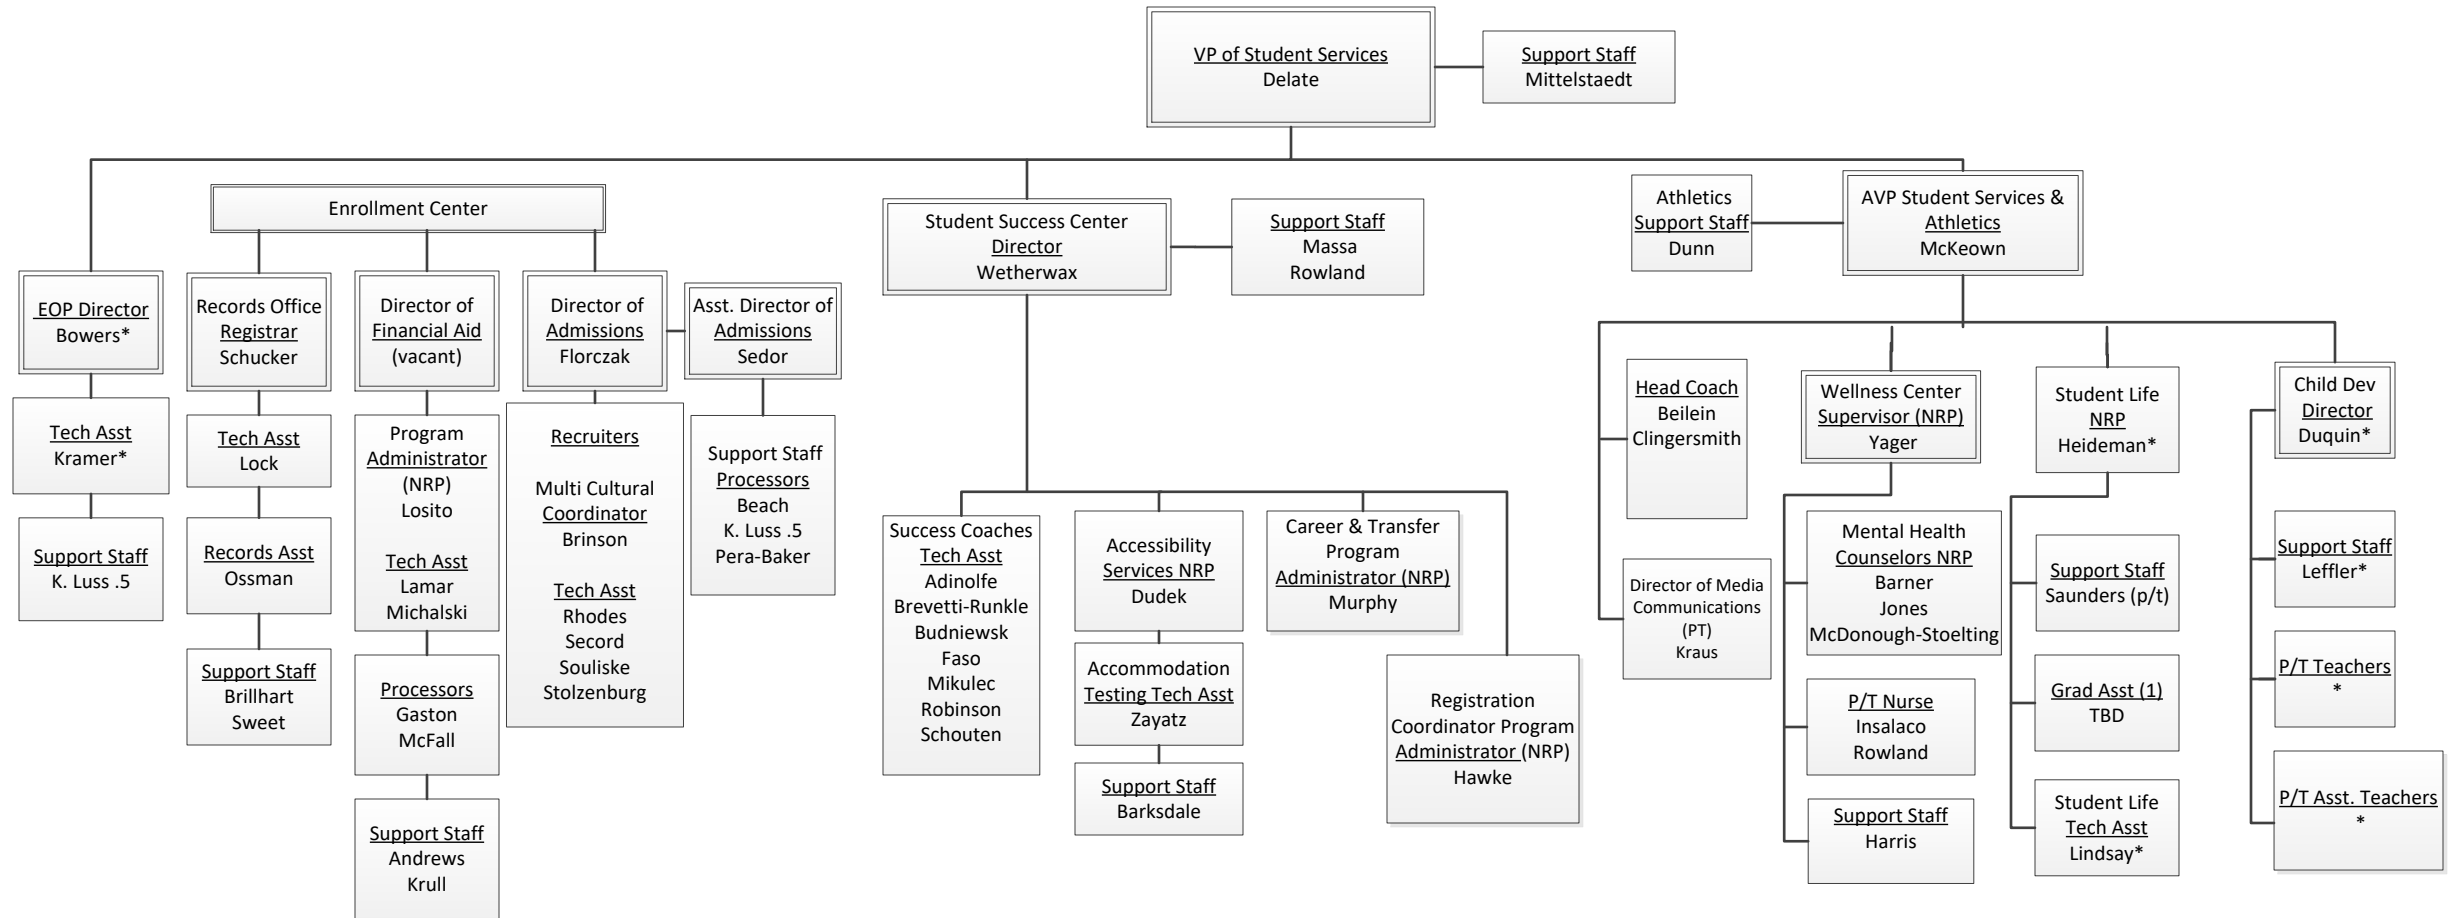 VP of Student Services
Delate
Support Staff
Mittelstaedt
Enrollment Center
EOP Director
Bowers*
Tech Asst
Kramer*
Support Staff
K. Luss .5
Records Office
Registrar
Schucker
Tech Asst
Lock
Records Asst
Ossman
Support Staff
Brillhart
Sweet
Director of
Financial Aid
(vacant)
Program
Administrator
(NRP)
Losito
Tech Asst
Lamar
Michalski
Processors
Gaston
McFall
Support Staff
Andrews
Krull
Director of
Admissions
Florczak
Recruiters
Multi Cultural
Coordinator
Brinson
Tech Asst
Rhodes
Secord
Souliske
Stolzenburg
Asst. Director of
Admissions
Sedor
Support Staff
Processors
Beach
K. Luss .5
Pera-Baker
Student Success Center
Director
Wetherwax
Support Staff
Massa
Rowland
Success Coaches
Tech Asst
Adinolfe
Brevetti-Runkle
Budniewsk
Faso
Mikulec
Robinson
Schouten
Accessibility
Services NRP
Dudek
Accommodation
Testing Tech Asst
Zayatz
Support Staff
Barksdale
Career & Transfer
Program
Administrator (NRP)
Murphy
Registration
Coordinator Program
Administrator (NRP)
Hawke
Athletics
Support Staff
Dunn
AVP Student Services &
Athletics
McKeown
Head Coach
Beilein
Clingersmith
Director of Media
Communications
(PT)
Kraus
Wellness Center
Supervisor (NRP)
Yager
Mental Health
Counselors NRP
Barner
Jones
McDonough-Stoelting
P/T Nurse
Insalaco
Rowland
Support Staff
Harris
Student Life
NRP
Heideman*
Support Staff
Saunders (p/t)
Grad Asst (1)
TBD
Student Life
Tech Asst
Lindsay*
Child Dev
Director
Duquin*
Support Staff
Leffler*
P/T Teachers
*
P/T Asst. Teachers
*